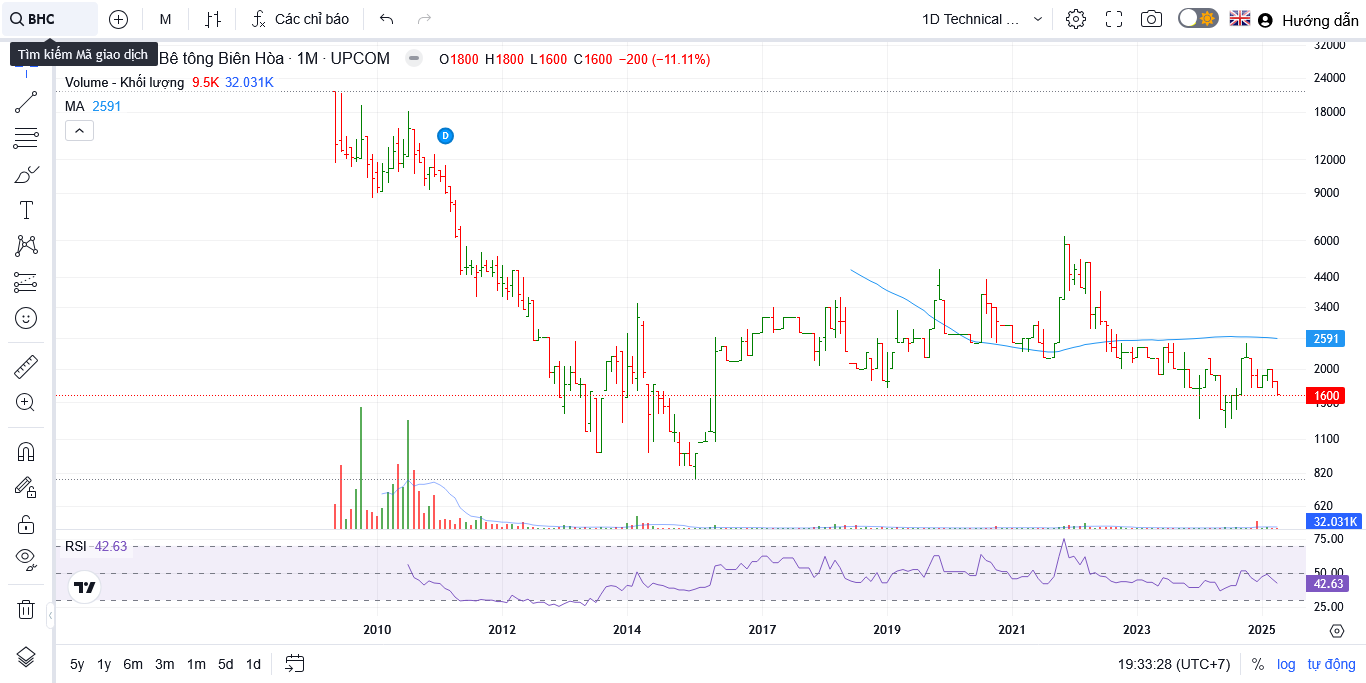 BHC
M
Các chỉ báo
1D Technical ...
Hướng dẫn
Tìm kiếm Mã giao dịch
Bê tông Biên Hòa · 1M · UPCOM
O1800 H1800 L1600 C1600 −200 (−11.11%)
Volume - Khối lượng 9.5K 32.031K
MA 2591
D
32000
24000
18000
12000
9000
6000
4400
3400
2591
2000
1600
1100
820
620
32.031K
RSI 42.63
75.00
50.00
42.63
25.00
2010 2012 2014 2017 2019 2021 2023 2025
5y 1y 6m 3m 1m 5d 1d
19:33:28 (UTC+7) % log tự động